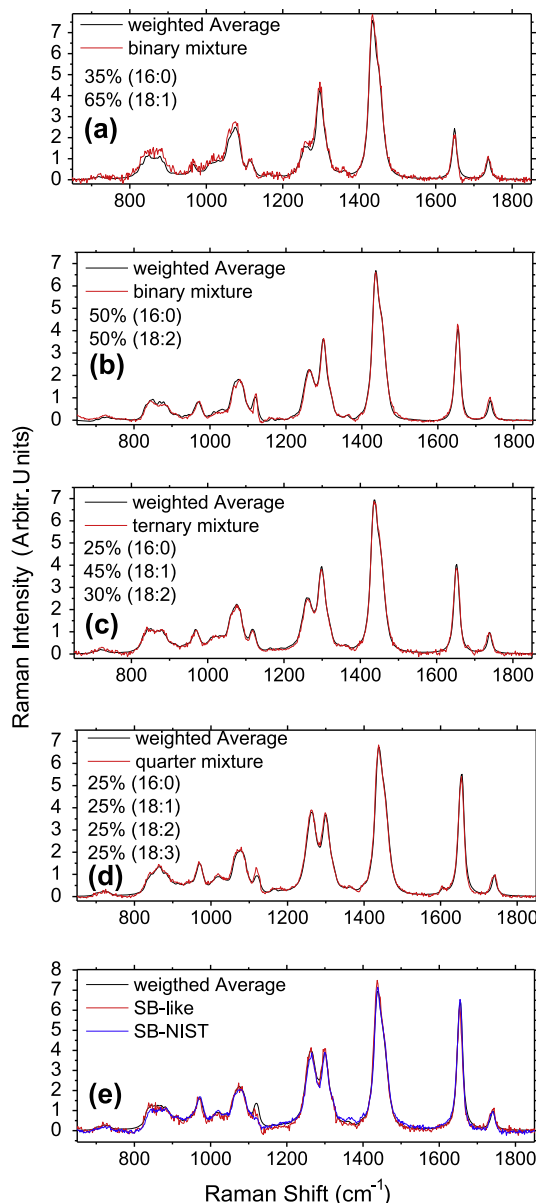 Raman Intensity (Arbitr. Units)
weighted Average
binary mixture
35% (16:0)
65% (18:1)
(a)
7
6
5
4
3
2
1
0
800 1000 1200 1400 1600 1800
weighted Average
binary mixture
50% (16:0)
50% (18:2)
(b)
7
6
5
4
3
2
1
0
800 1000 1200 1400 1600 1800
weighted Average
ternary mixture
25% (16:0)
45% (18:1)
30% (18:2)
(c)
7
6
5
4
3
2
1
0
800 1000 1200 1400 1600 1800
weighted Average
quarter mixture
25% (16:0)
25% (18:1)
25% (18:2)
25% (18:3)
(d)
7
6
5
4
3
2
1
0
800 1000 1200 1400 1600 1800
weigthed Average
SB-like
SB-NIST
(e)
8
7
6
5
4
3
2
1
0
800 1000 1200 1400 1600 1800
Raman Shift (cm-1)